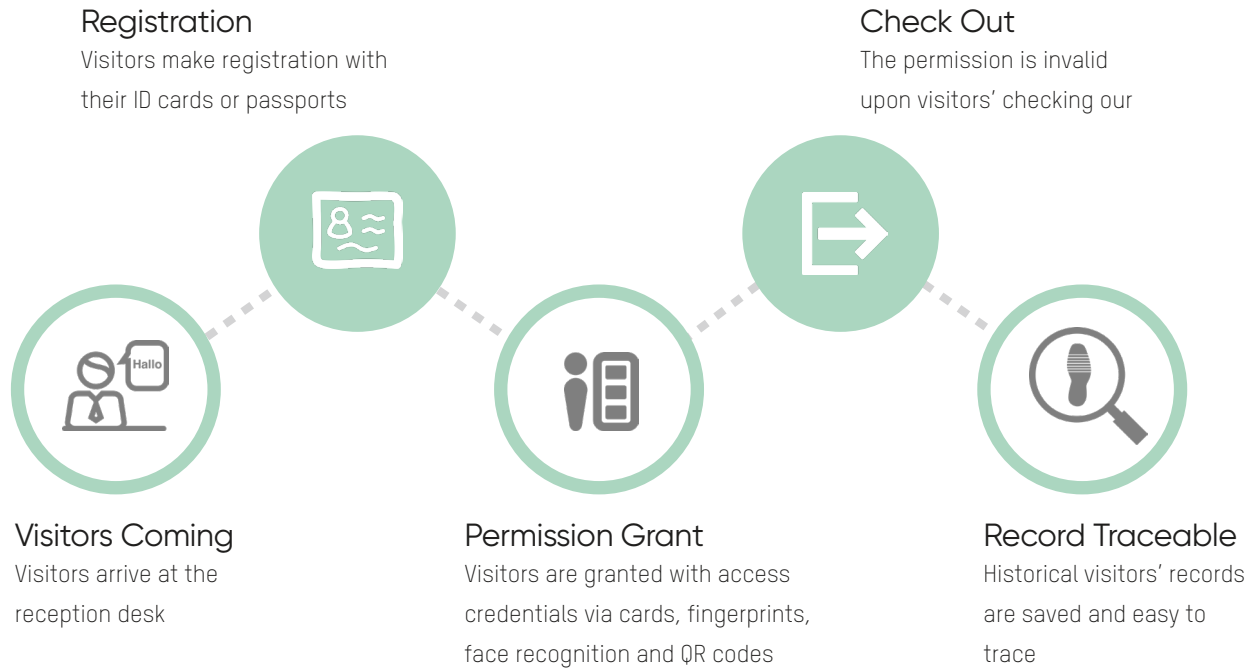 Registration
Visitors make registration with
their ID cards or passports
Check Out
The permission is invalid
upon visitors' checking our
Hallo
Visitors Coming
Visitors arrive at the
reception desk
Permission Grant
Visitors are granted with access
credentials via cards, fingerprints,
face recognition and QR codes
Record Traceable
Historical visitors' records
are saved and easy to
trace